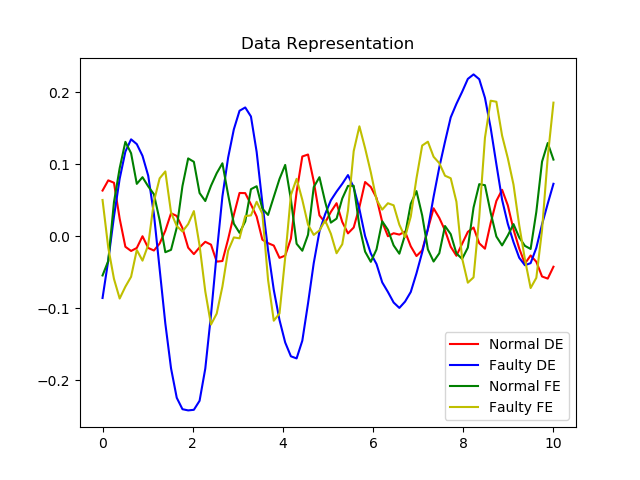 Data Representation
0.2
0.1
0.0
−0.1
−0.2
0 2 4 6 8 10
Normal DE
Faulty DE
Normal FE
Faulty FE